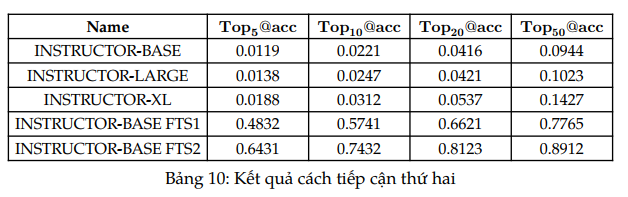 Name Top5@acc Top10@acc Top20@acc Top50@acc
INSTRUCTOR-BASE 0.0119 0.0221 0.0416 0.0944
INSTRUCTOR-LARGE 0.0138 0.0247 0.0421 0.1023
INSTRUCTOR-XL 0.0188 0.0312 0.0537 0.1427
INSTRUCTOR-BASE FTS1 0.4832 0.5741 0.6621 0.7765
INSTRUCTOR-BASE FTS2 0.6431 0.7432 0.8123 0.8912
Bảng 10: Kết quả cách tiếp cận thứ hai